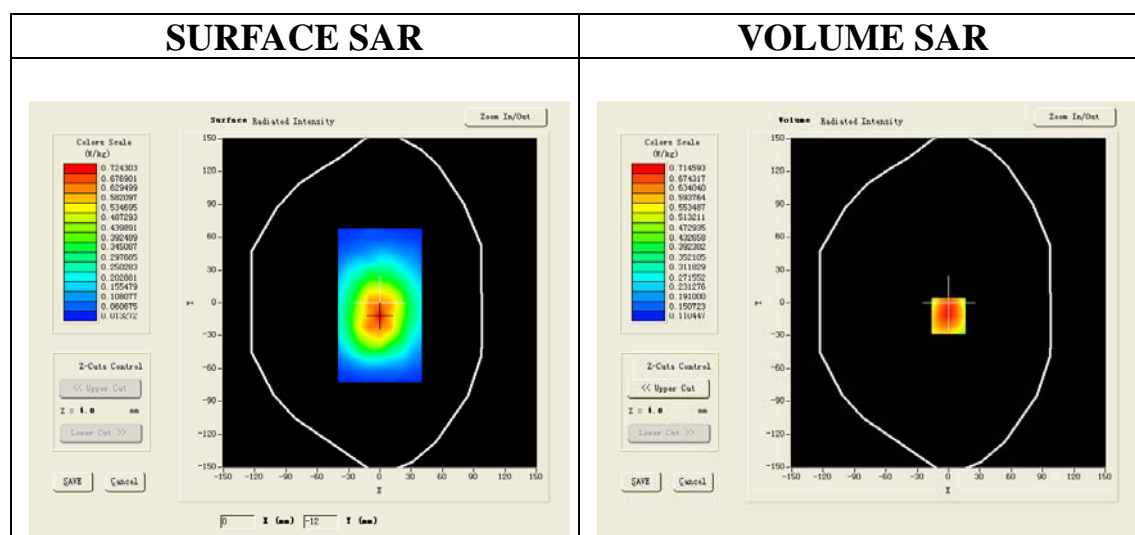 SURFACE SAR
VOLUME SAR
Surface Radiated Intensity
Zoom In/Out
Colors Scale
(W/kg)
0.724303
0.676901
0.629499
0.582097
0.534695
0.487293
0.439891
0.392489
0.345087
0.297685
0.250283
0.202881
0.155479
0.108077
0.060675
0.013272
150
120
90
60
30
0
-30
-60
-90
-120
-150
Y
-150 -120 -90 -60 -30 0 30 60 90 120 150
X
Z-Cuts Control
<< Upper Cut
Z = 4.0 mm
Lower Cut >>
SAVE Cancel
0 X (mm) -12 Y (mm)
Volume Radiated Intensity
Zoom In/Out
Colors Scale
(W/kg)
0.714593
0.674317
0.634040
0.593764
0.553487
0.513211
0.472935
0.432658
0.392382
0.352105
0.311829
0.271552
0.231276
0.191000
0.150723
0.110447
150
120
90
60
30
0
-30
-60
-90
-120
-150
Y
-150 -120 -90 -60 -30 0 30 60 90 120 150
X
Z-Cuts Control
<< Upper Cut
Z = 4.0 mm
Lower Cut >>
SAVE Cancel